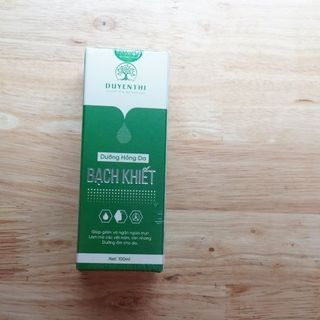 DUYENTHI
Dưỡng Hồng Da
BẠCH KHIẾT
Giúp giảm và ngăn ngừa mụn
Làm mờ các vết nám, tàn nhang
Dưỡng ẩm cho da.
Net: 100ml